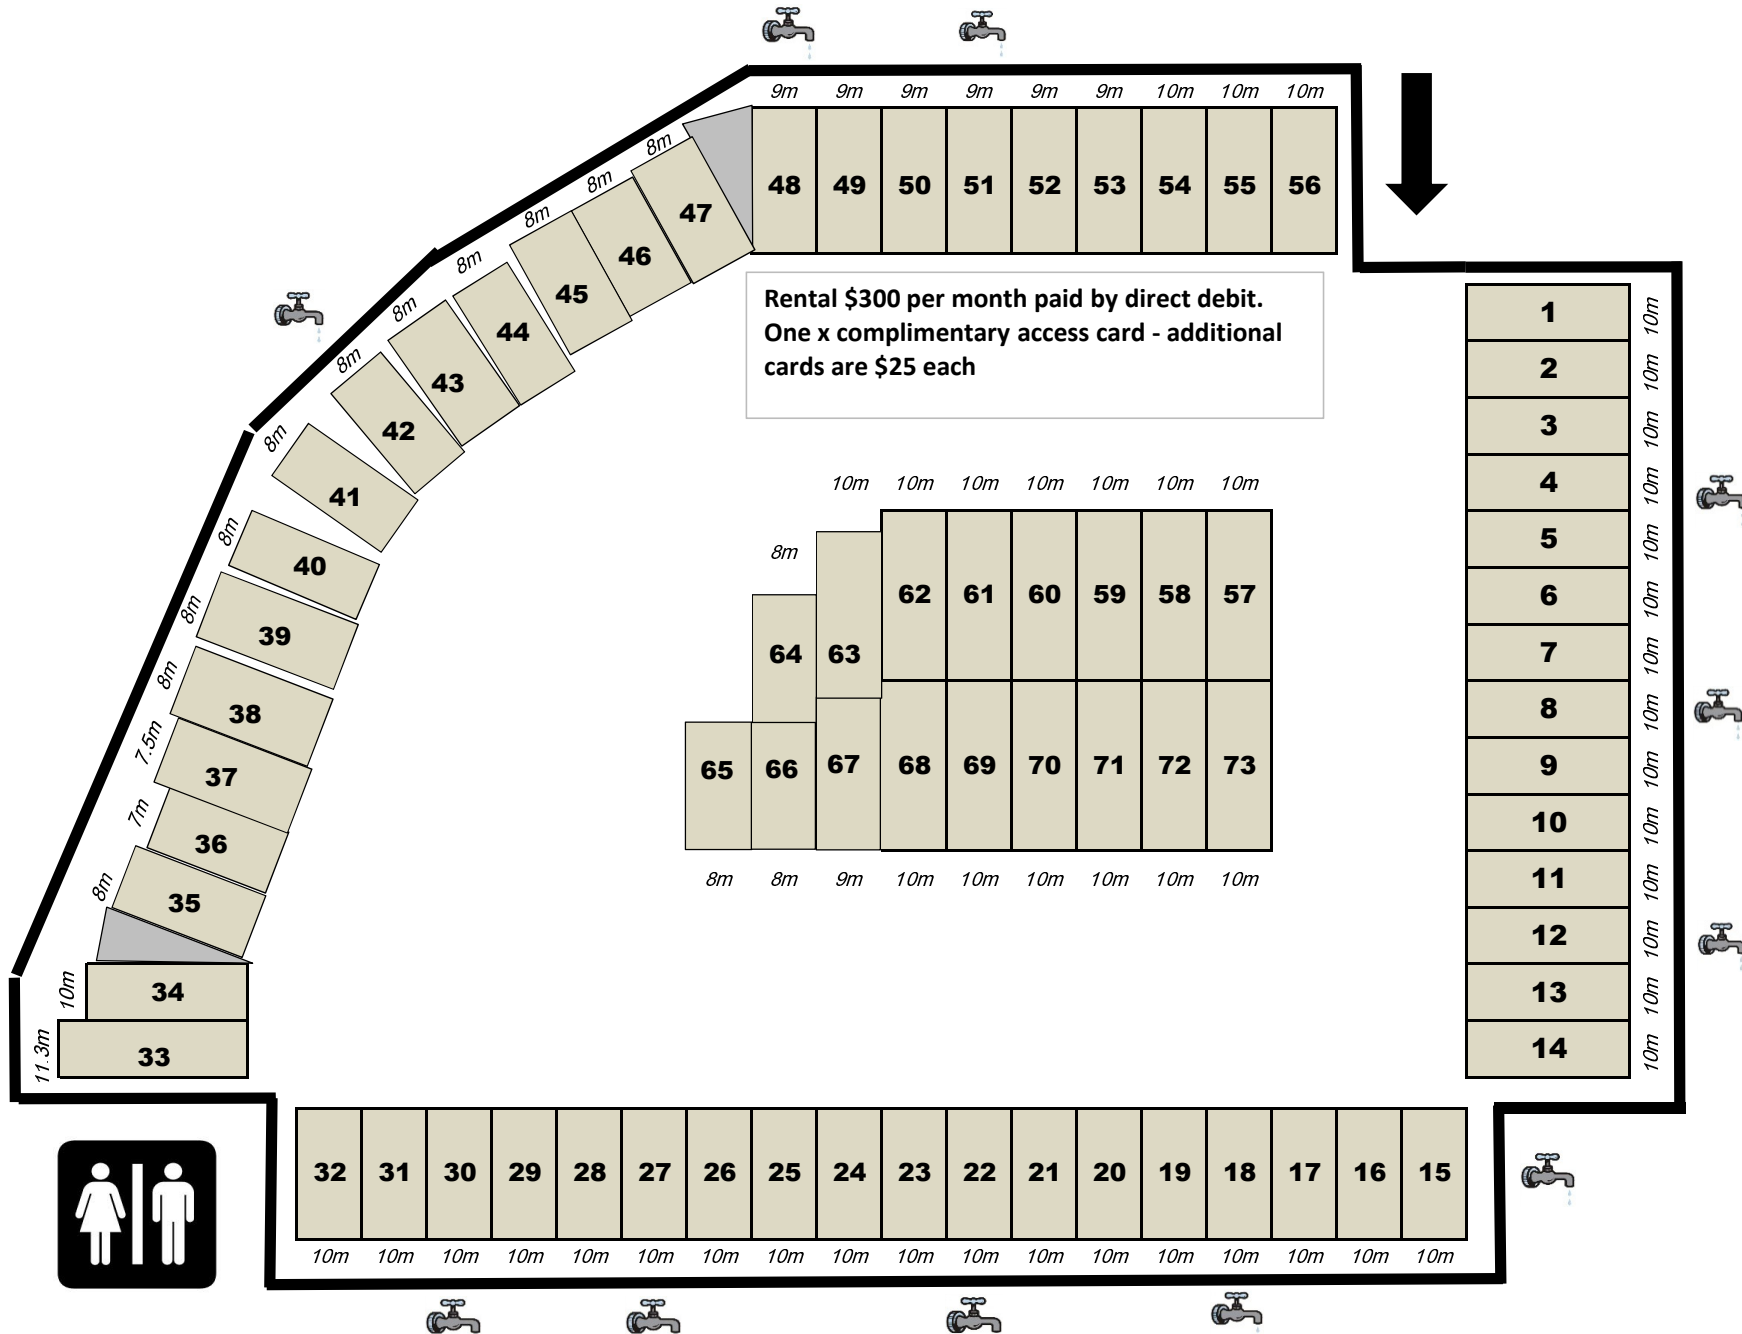 9m 9m 9m 9m 9m 9m 10m 10m 10m
48 49 50 51 52 53 54 55 56
8m 47
8m 46
8m 45
8m 44
8m 43
8m 42
8m 41
8m 40
8m 39
8m 38
7.5m 37
7m 36
8m 35
10m 34
11.3m 33
Rental $300 per month paid by direct debit.
One x complimentary access card - additional
cards are $25 each
1 10m
2 10m
3 10m
4 10m
5 10m
6 10m
7 10m
8 10m
9 10m
10 10m
11 10m
12 10m
13 10m
14 10m
10m 10m 10m 10m 10m 10m 10m
8m
62 61 60 59 58 57
64 63
65 66 67 68 69 70 71 72 73
8m 8m 9m 10m 10m 10m 10m 10m 10m
32 31 30 29 28 27 26 25 24 23 22 21 20 19 18 17 16 15
10m 10m 10m 10m 10m 10m 10m 10m 10m 10m 10m 10m 10m 10m 10m 10m 10m 10m